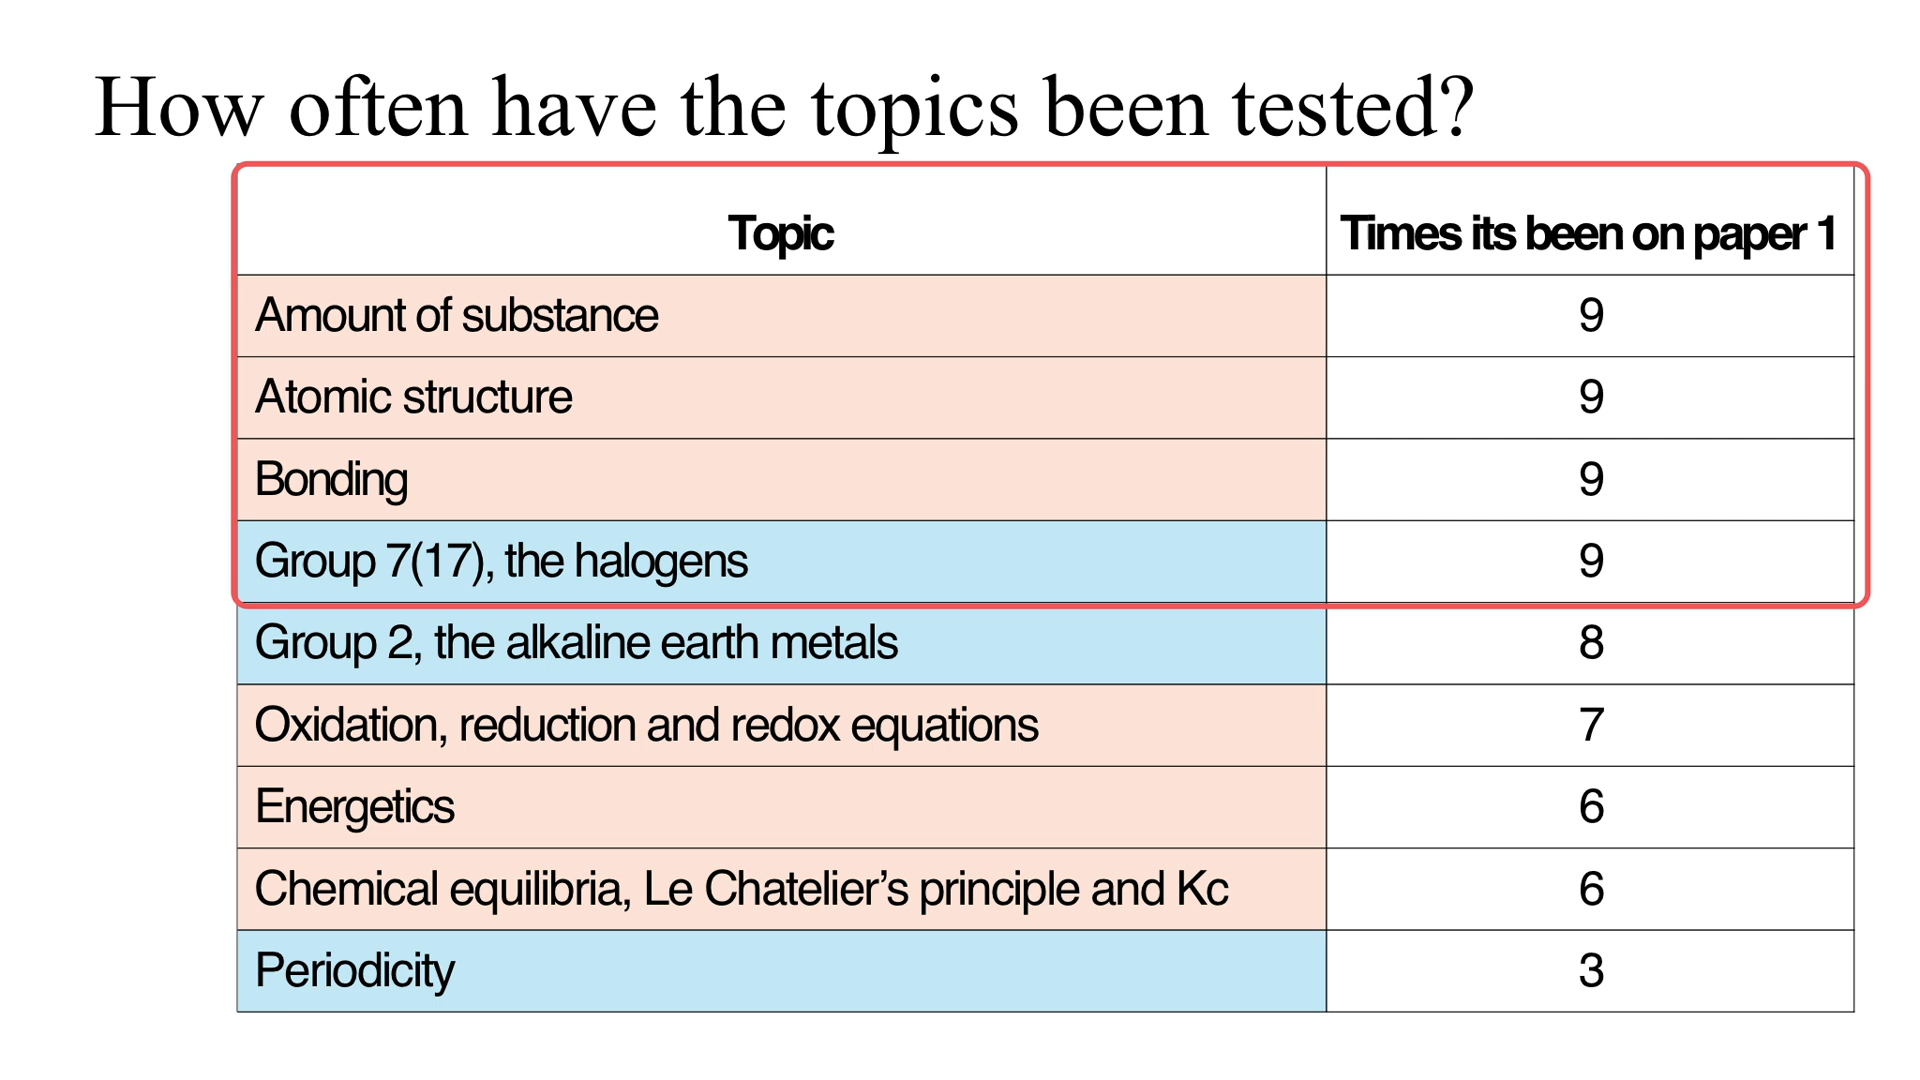 How often have the topics been tested?
Topic Times its been on paper 1
Amount of substance 9
Atomic structure 9
Bonding 9
Group 7(17), the halogens 9
Group 2, the alkaline earth metals 8
Oxidation, reduction and redox equations 7
Energetics 6
Chemical equilibria, Le Chatelier’s principle and Kc 6
Periodicity 3